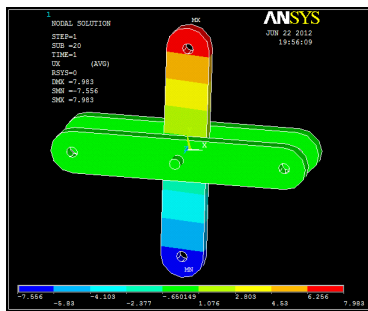 1
NODAL SOLUTION
STEP=1
SUB =20
TIME=1
UX (AVG)
RSYS=0
DMX =7.983
SMN =-7.556
SMX =7.983
ANSYS
JUN 22 2012
19:56:09
MX
X
MN
-7.556 -4.103 -.650149 2.803 6.256
-5.83 -2.377 1.076 4.53 7.983